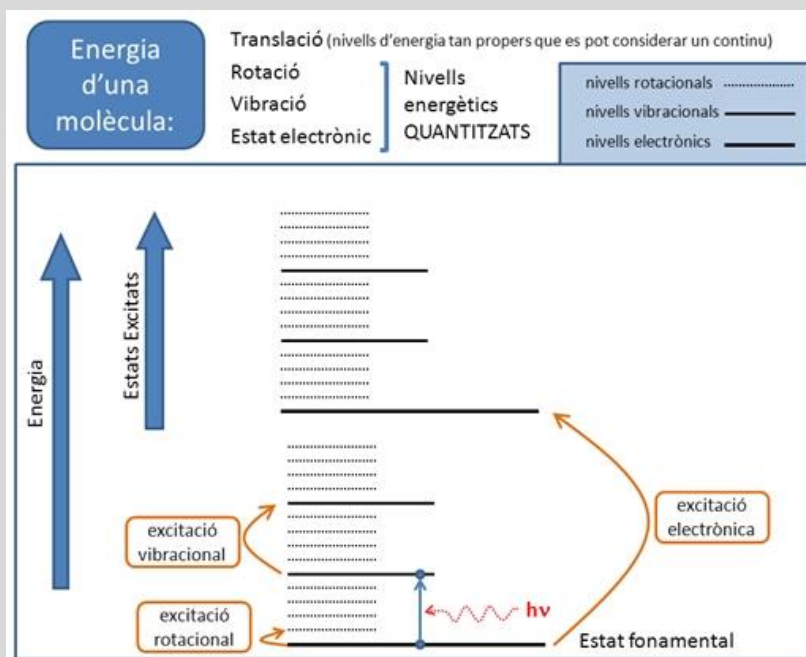 Energia
d’una
molècula:
Translació (nivells d’energia tan propers que es pot considerar un continu)
Rotació
Vibració
Estat electrònic
Nivells
energètics
QUANTITZATS
nivells rotacionals
nivells vibracionals
nivells electrònics
Energia
Estats Excitats
excitació
vibracional
excitació
rotacional
hν
excitació
electrònica
Estat fonamental